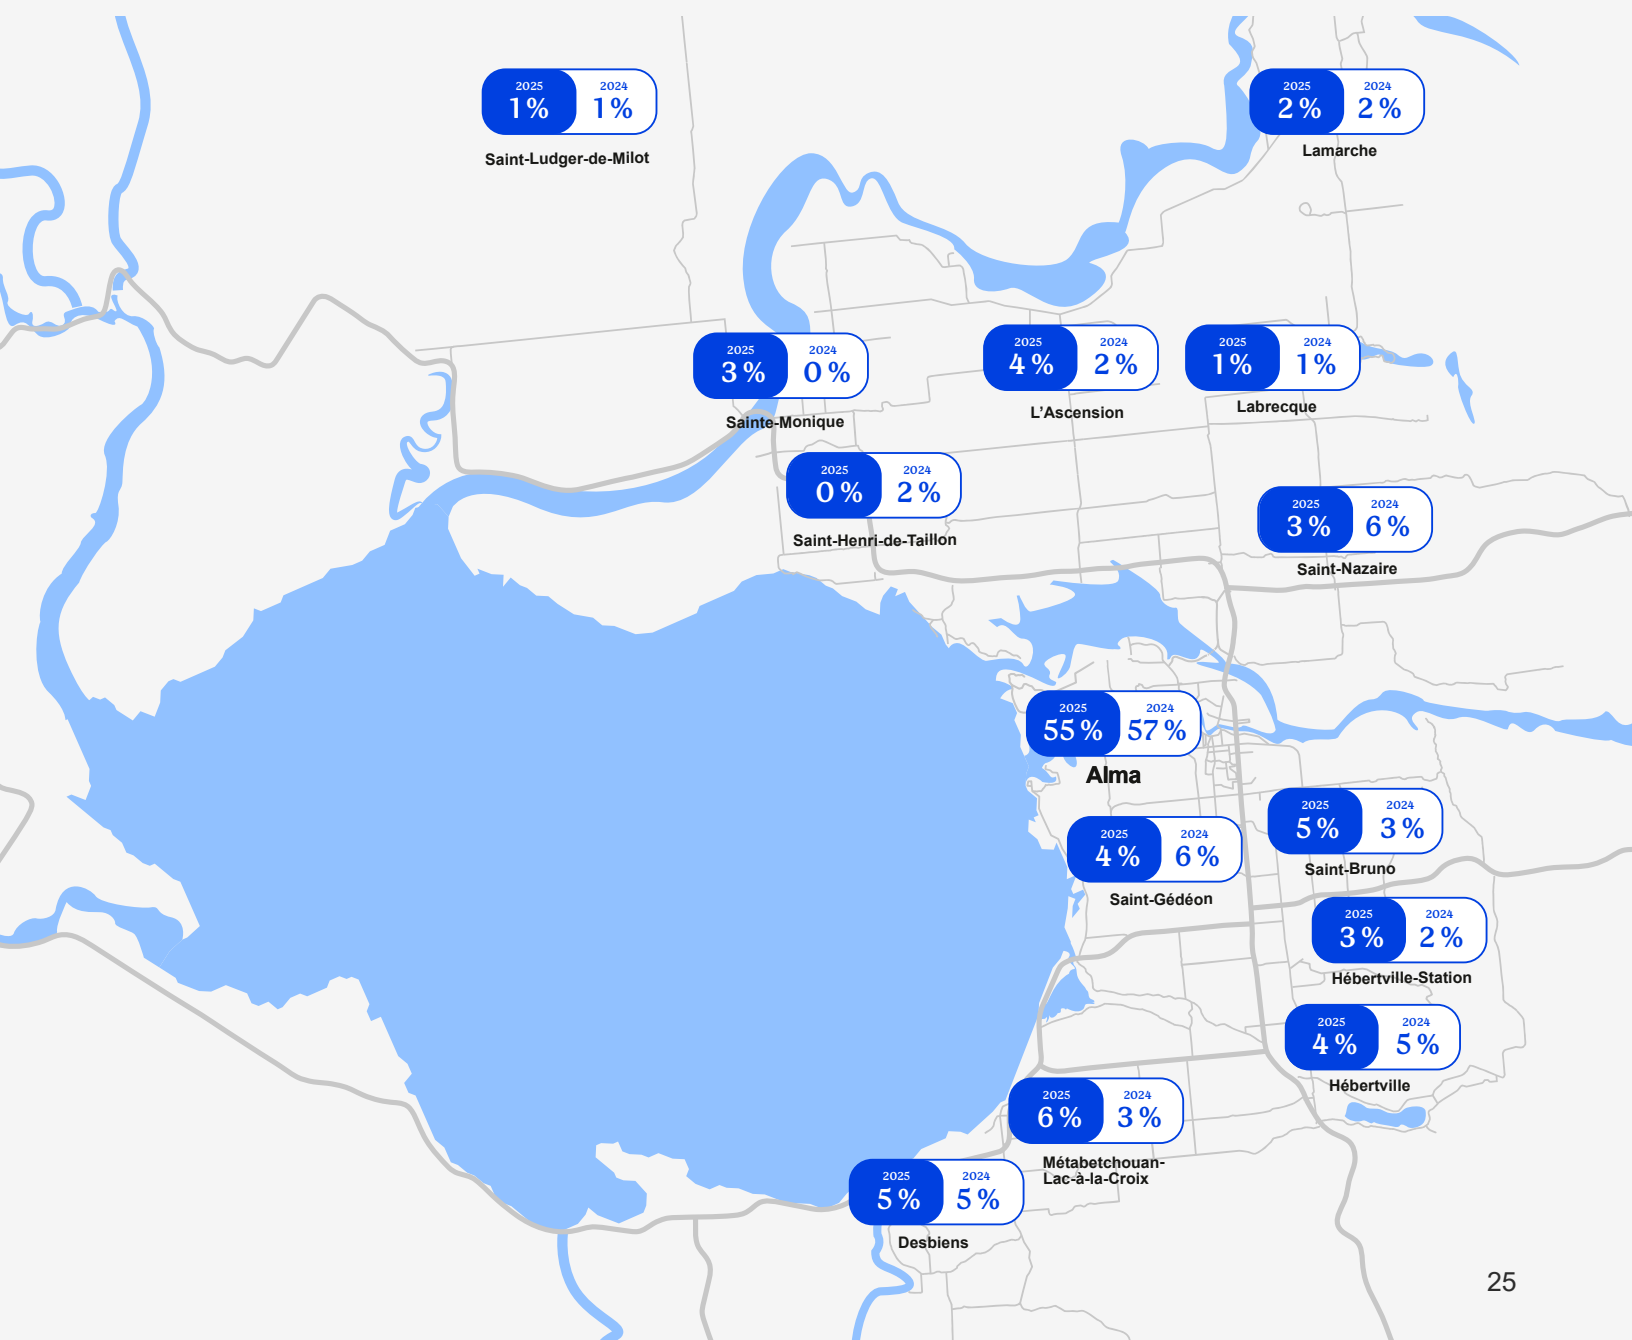 2025 2024
1 % 1 %
Saint-Ludger-de-Milot
2025 2024
2 % 2 %
Lamarche
2025 2024
3 % 0 %
Sainte-Monique
2025 2024
4 % 2 %
L’Ascension
2025 2024
1 % 1 %
Labrecque
2025 2024
0 % 2 %
Saint-Henri-de-Taillon
2025 2024
3 % 6 %
Saint-Nazaire
2025 2024
55 % 57 %
Alma
2025 2024
5 % 3 %
Saint-Bruno
2025 2024
4 % 6 %
Saint-Gédéon
2025 2024
3 % 2 %
Hébertville-Station
2025 2024
4 % 5 %
Hébertville
2025 2024
6 % 3 %
Métabetchouan-
Lac-à-la-Croix
2025 2024
5 % 5 %
Desbiens
25